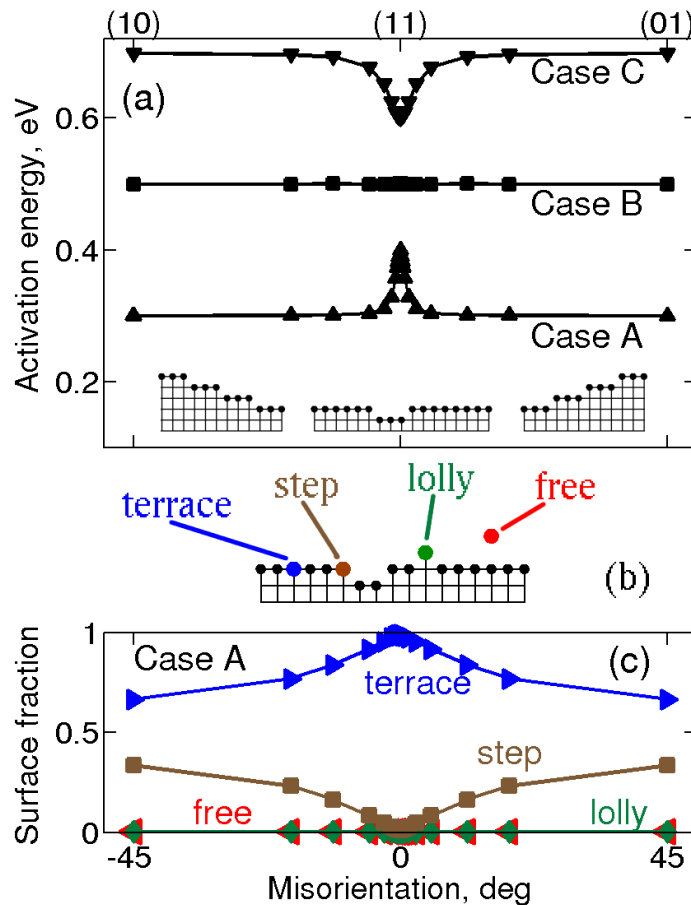 (10) (11) (01)
(a)
Case C
0.6
Case B
0.4
Case A
0.2
Activation energy, eV
terrace step lolly free
(b)
1
Case A
(c)
terrace
0.5
step
free
lolly
0
Surface fraction
-45 0 45
Misorientation, deg